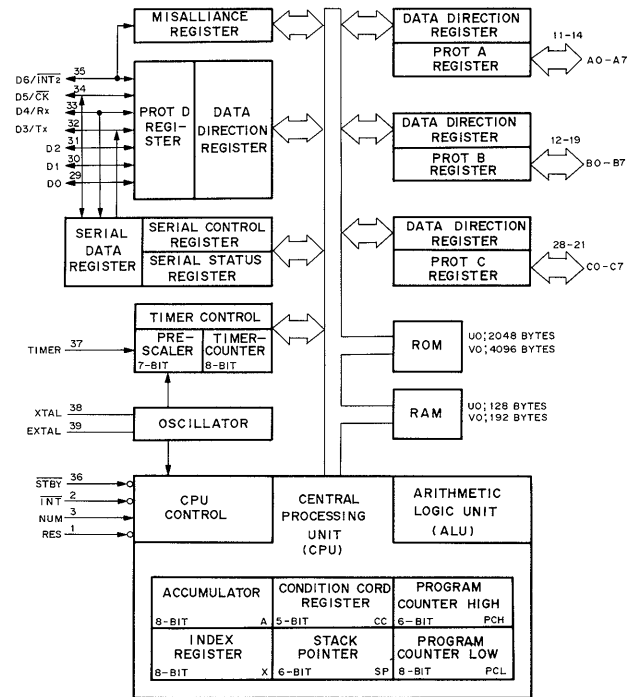 MISALLIANCE
REGISTER
DATA DIRECTION
REGISTER
PROT A
REGISTER
11-14
A0-A7
D6/INT2 35
D5/CK 34
D4/Rx 33
D3/Tx 32
D2 31
D1 30
D0 29
PROT D
REGI-
STER
DATA
DIRECTION
REGISTER
DATA DIRECTION
REGISTER
PROT B
REGISTER
12-19
B0-B7
SERIAL
DATA
REGISTER
SERIAL CONTROL
REGISTER
SERIAL STATUS
REGISTER
DATA DIRECTION
REGISTER
PROT C
REGISTER
28-21
C0-C7
TIMER CONTROL
PRE-
SCALER
7-BIT
TIMER-
COUNTER
8-BIT
TIMER 37
ROM
U0;2048 BYTES
V0;4096 BYTES
XTAL 38
EXTAL 39
OSCILLATOR
RAM
U0;128 BYTES
V0;192 BYTES
STBY 36
INT 2
NUM 3
RES 1
CPU
CONTROL
CENTRAL
PROCESSING
UNIT
(CPU)
ARITHMETIC
LOGIC UNIT
(ALU)
ACCUMULATOR
8-BIT A
CONDITION CORD
REGISTER
5-BIT CC
PROGRAM
COUNTER HIGH
6-BIT PCH
INDEX
REGISTER
8-BIT X
STACK
POINTER
6-BIT SP
PROGRAM
COUNTER LOW
8-BIT PCL